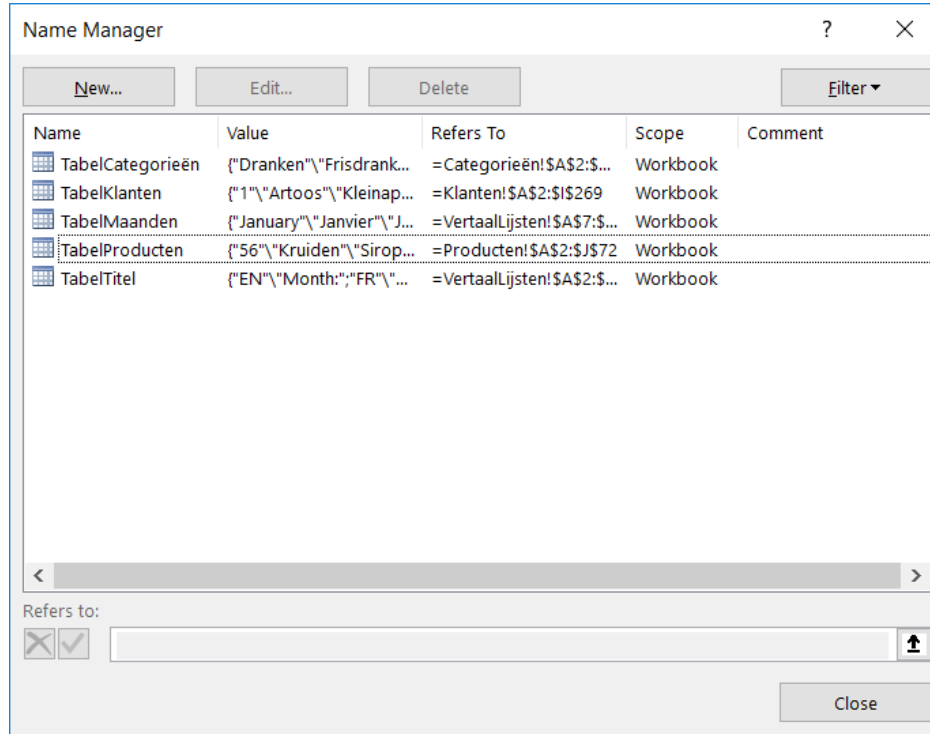 Name Manager ?
New... Edit... Delete Filter
Name Value Refers To Scope Comment
TabelCategorieën {"Dranken"\"Frisdrank... =Categorieën!$A$2:$... Workbook
TabelKlanten {"1"\"Artoos"\"Kleinap... =Klanten!$A$2:$I$269 Workbook
TabelMaanden {"January"\"Janvier"\"J... =VertaalLijsten!$A$7:$... Workbook
TabelProducten {"56"\"Kruiden"\"Sirop... =Producten!$A$2:$J$72 Workbook
TabelTitel {"EN"\"Month:";"FR"\"... =VertaalLijsten!$A$2:$... Workbook
Refers to:
Close